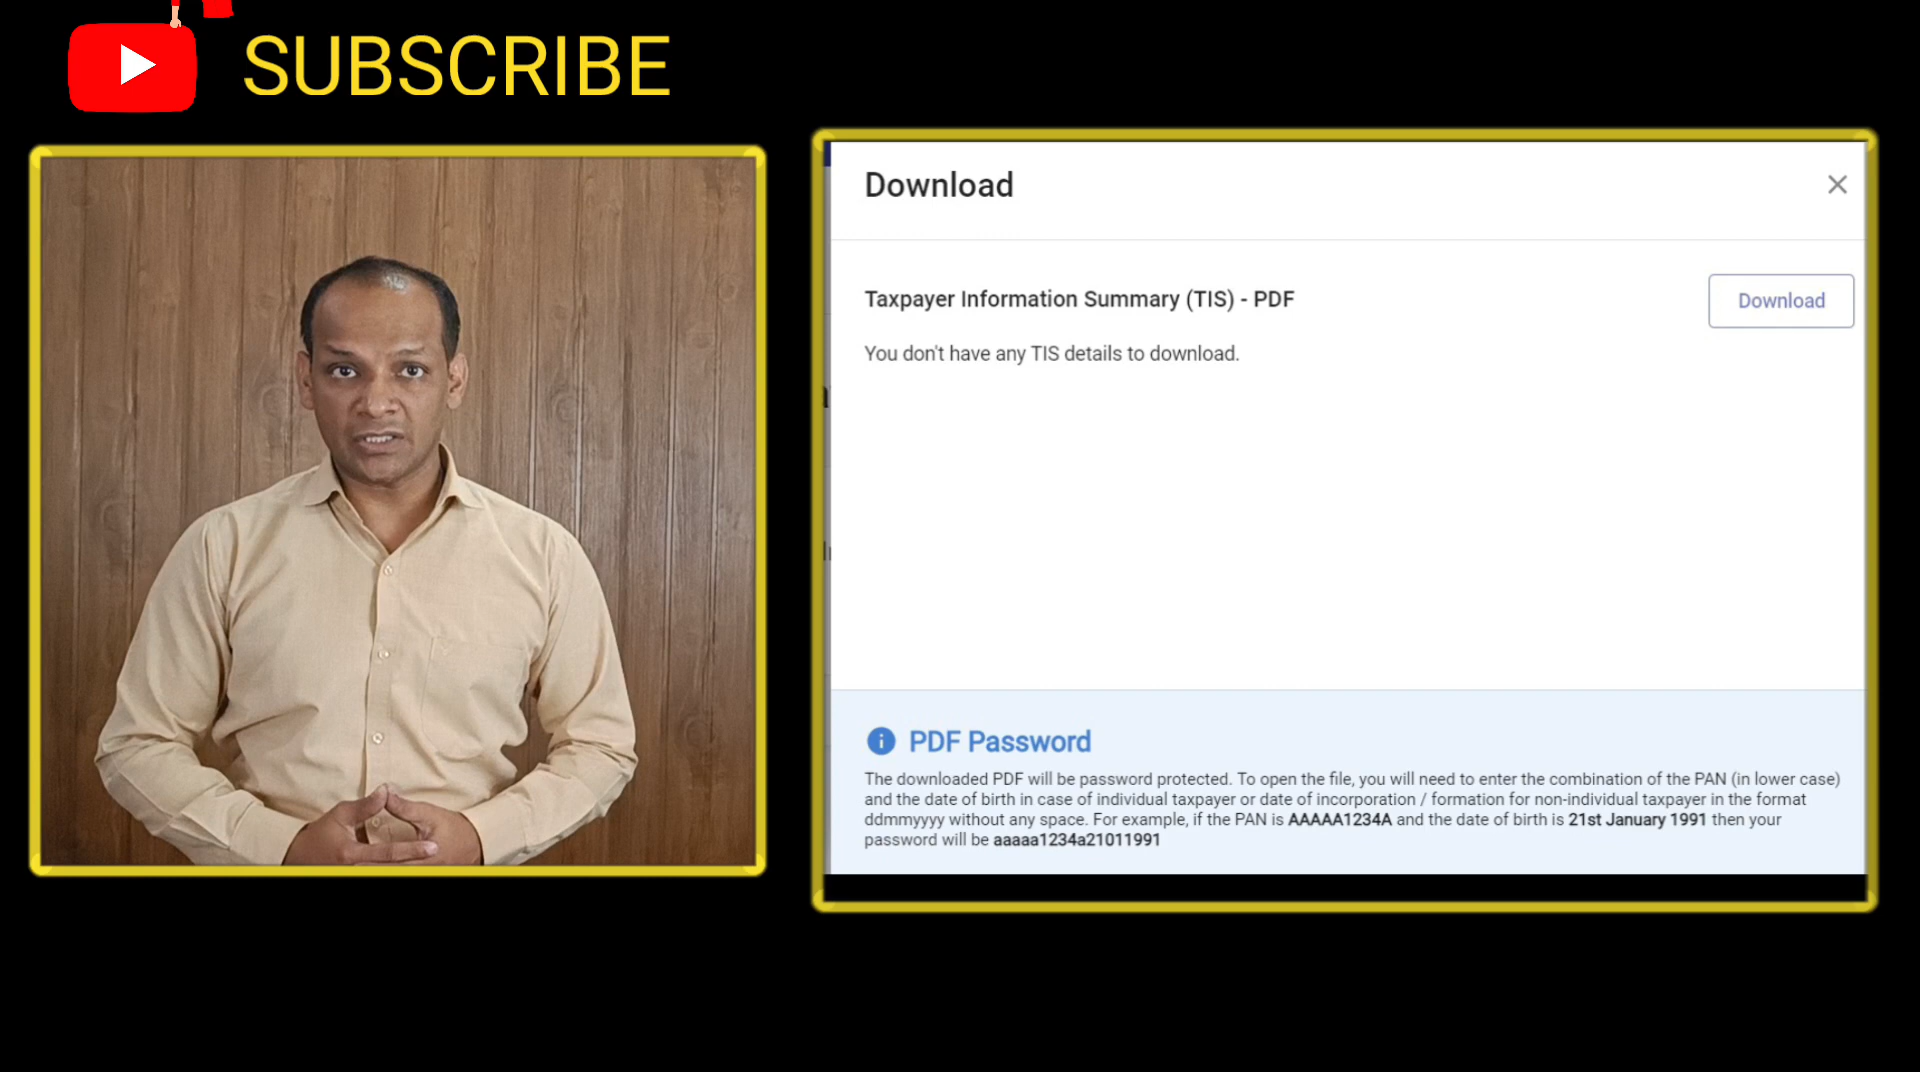 SUBSCRIBE
Download
Taxpayer Information Summary (TIS) - PDF
Download
You don't have any TIS details to download.
PDF Password
The downloaded PDF will be password protected. To open the file, you will need to enter the combination of the PAN (in lower case)
and the date of birth in case of individual taxpayer or date of incorporation / formation for non-individual taxpayer in the format
ddmmyyyy without any space. For example, if the PAN is AAAAA1234A and the date of birth is 21st January 1991 then your
password will be aaaaa1234a21011991